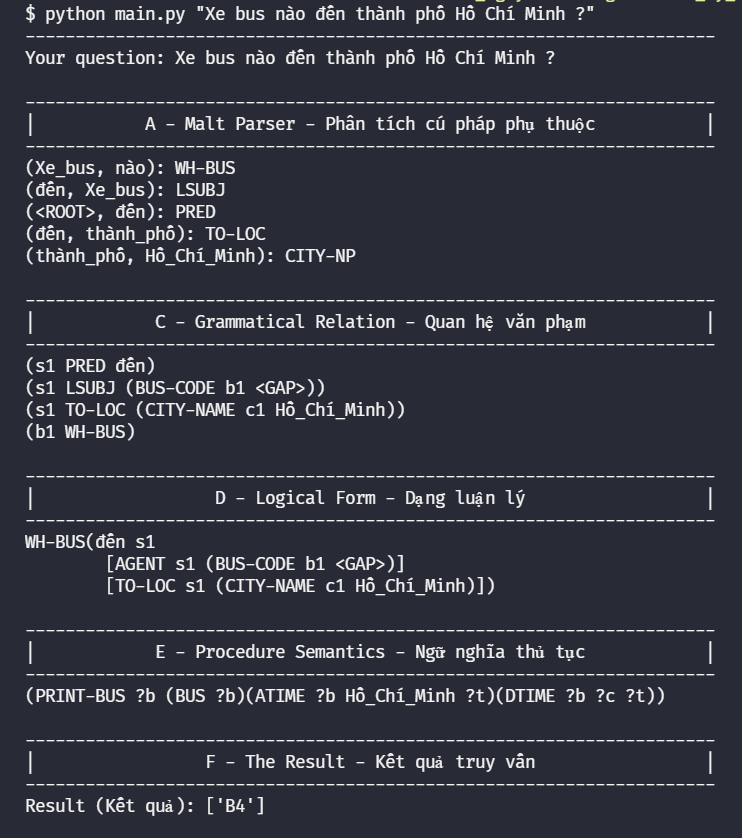 $ python main.py "Xe bus nào đến thành phố Hồ Chí Minh ?"
---------------------------------------------------------------------
Your question: Xe bus nào đến thành phố Hồ Chí Minh ?
---------------------------------------------------------------------
|           A - Malt Parser - Phân tích cú pháp phụ thuộc           |
---------------------------------------------------------------------
(Xe_bus, nào): WH-BUS
(đến, Xe_bus): LSUBJ
(<ROOT>, đến): PRED
(đến, thành_phố): TO-LOC
(thành_phố, Hồ_Chí_Minh): CITY-NP
---------------------------------------------------------------------
|            C - Grammatical Relation - Quan hệ văn phạm            |
---------------------------------------------------------------------
(s1 PRED đến)
(s1 LSUBJ (BUS-CODE b1 <GAP>))
(s1 TO-LOC (CITY-NAME c1 Hồ_Chí_Minh))
(b1 WH-BUS)
---------------------------------------------------------------------
|                  D - Logical Form - Dạng luận lý                  |
---------------------------------------------------------------------
WH-BUS(đến s1
        [AGENT s1 (BUS-CODE b1 <GAP>)]
        [TO-LOC s1 (CITY-NAME c1 Hồ_Chí_Minh)])
---------------------------------------------------------------------
|            E - Procedure Semantics - Ngữ nghĩa thủ tục            |
---------------------------------------------------------------------
(PRINT-BUS ?b (BUS ?b)(ATIME ?b Hồ_Chí_Minh ?t)(DTIME ?b ?c ?t))
---------------------------------------------------------------------
|                 F - The Result - Kết quả truy vấn                 |
---------------------------------------------------------------------
Result (Kết quả): ['B4']